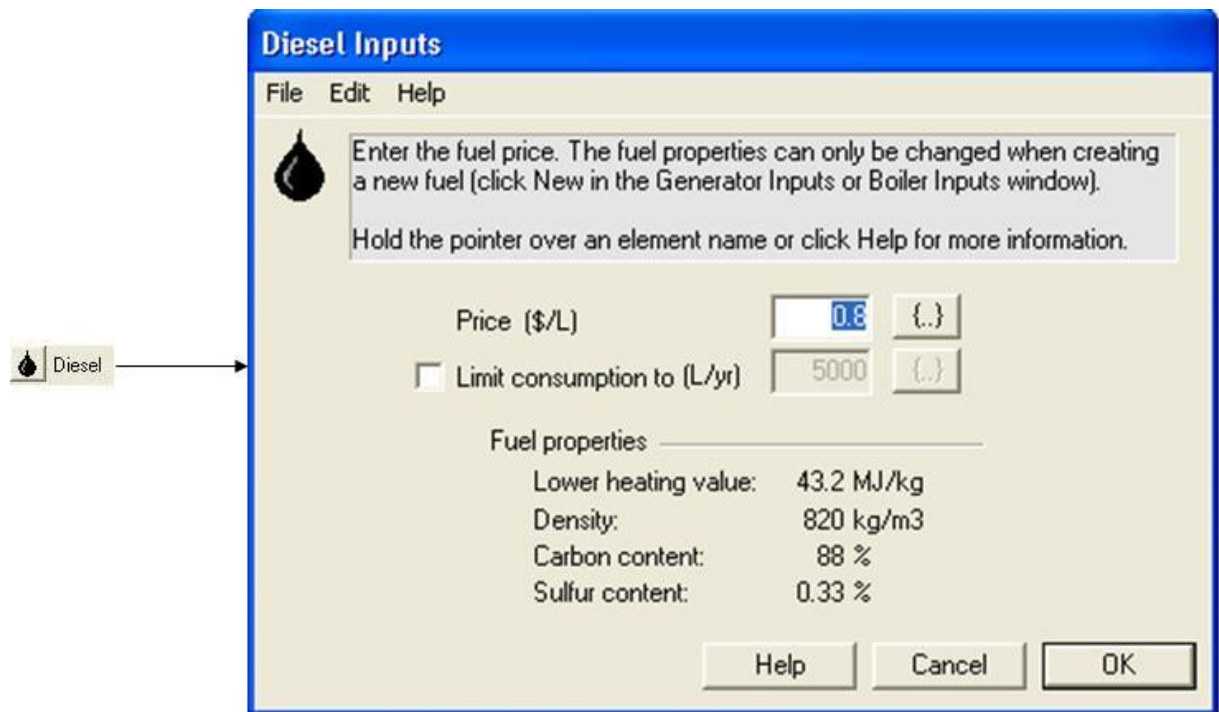 Diesel Inputs
File Edit Help
Enter the fuel price. The fuel properties can only be changed when creating
a new fuel (click New in the Generator Inputs or Boiler Inputs window).
Hold the pointer over an element name or click Help for more information.
Price ($/L) 0.8 {..}
Diesel
Limit consumption to (L/yr) 5000 {..}
Fuel properties
Lower heating value: 43.2 MJ/kg
Density: 820 kg/m3
Carbon content: 88 %
Sulfur content: 0.33 %
Help Cancel OK